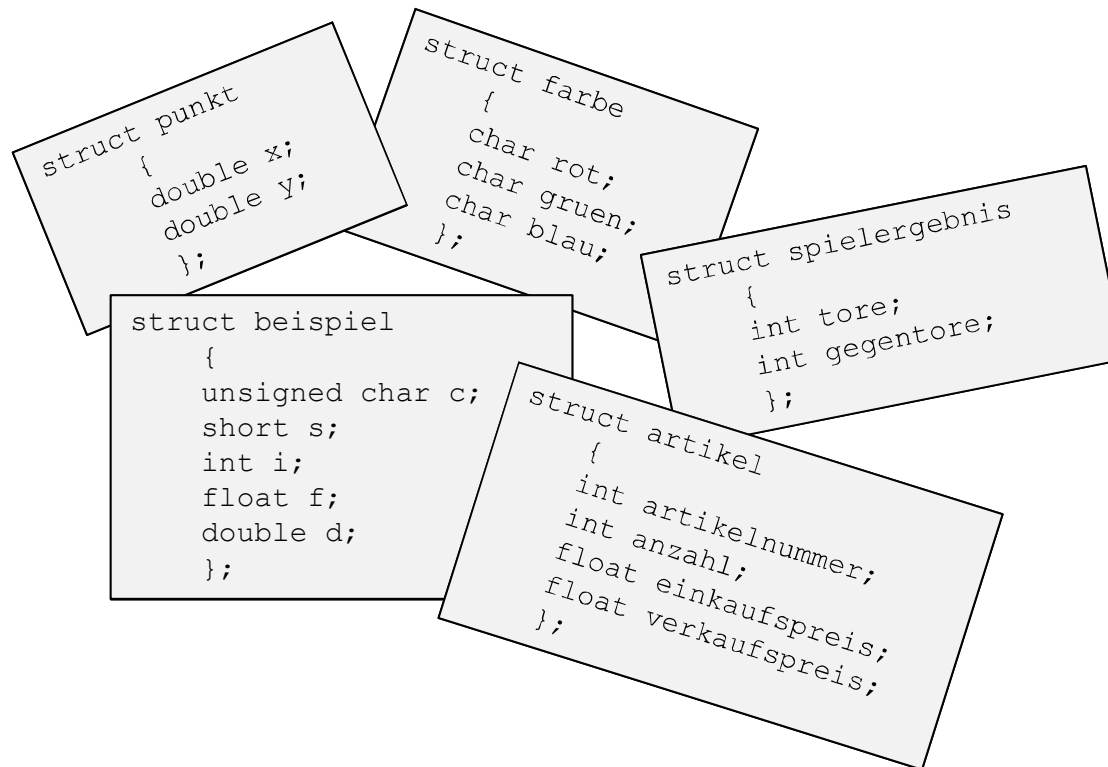 struct punkt
{
double x;
double y;
};
struct farbe
{
char rot;
char gruen;
char blau;
};
struct spielergebnis
{
int tore;
int gegentore;
};
struct beispiel
{
unsigned char c;
short s;
int i;
float f;
double d;
};
struct artikel
{
int artikelnummer;
int anzahl;
float einkaufspreis;
float verkaufspreis;
};